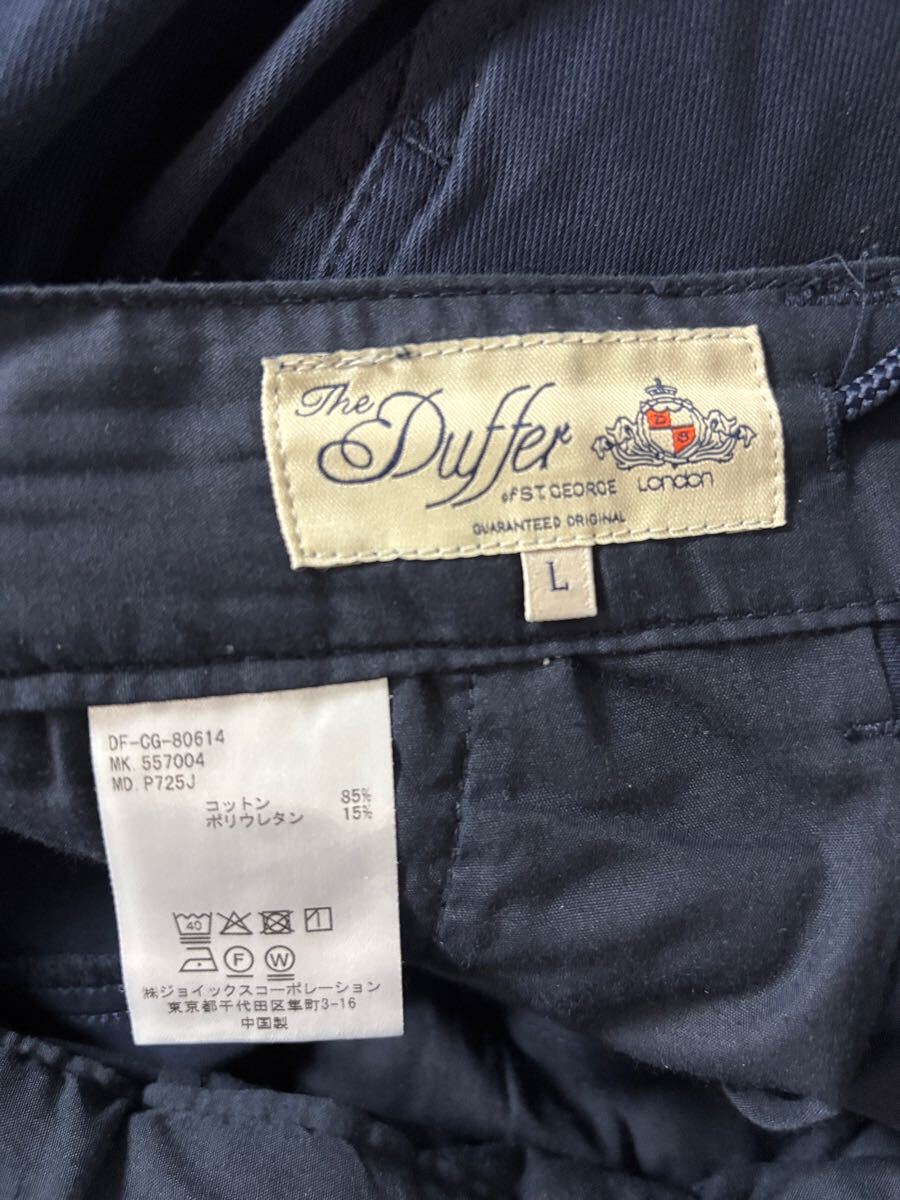 The
Duffer
of ST. GEORGE
London
D
S
GUARANTEED ORIGINAL
L
DF-CG-80614
MK. 557004
MD. P725J
コットン 85%
ポリウレタン 15%
40
F W
㈱ジョイックスコーポレーション
東京都千代田区隼町3-16
中国製